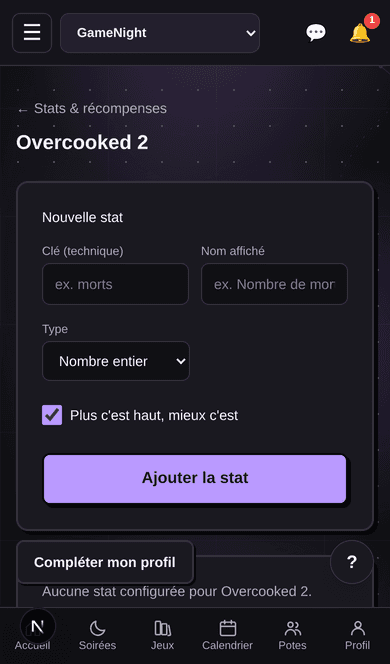 GameNight
1
← Stats & récompenses
Overcooked 2
Nouvelle stat
Clé (technique) Nom affiché
ex. morts ex. Nombre de mor
Type
Nombre entier
Plus c'est haut, mieux c'est
Ajouter la stat
Compléter mon profil ?
Aucune stat configurée pour Overcooked 2.
N
Accueil Soirées Jeux Calendrier Potes Profil